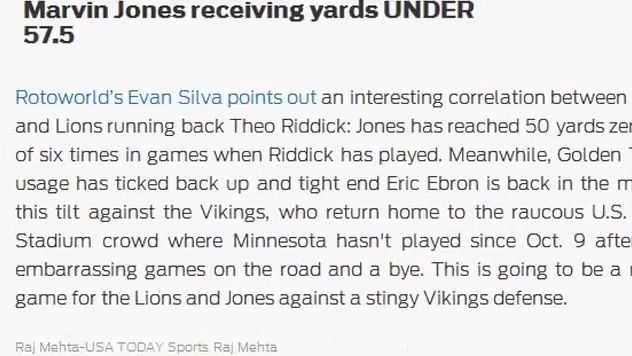 Marvin Jones receiving yards UNDER
57.5
Rotoworld's Evan Silva points out an interesting correlation between
and Lions running back Theo Riddick: Jones has reached 50 yards
of six times in games when Riddick has played. Meanwhile, Golden
usage has ticked back up and tight end Eric Ebron is back in the
this tilt against the Vikings, who return home to the raucous U.S.
Stadium crowd where Minnesota hasn't played since Oct. 9
embarrassing games on the road and a bye. This is going to be a
game for the Lions and Jones against a stingy Vikings defense.
Raj Mehta-USA TODAY Sports Raj Mehta